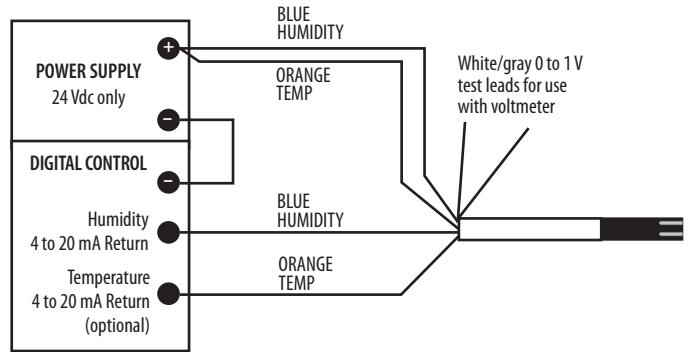 BLUE
HUMIDITY
+
POWER SUPPLY
24 Vdc only
ORANGE
TEMP
White/gray 0 to 1 V
test leads for use
with voltmeter
–
DIGITAL CONTROL
–
Humidity
4 to 20 mA Return
BLUE
HUMIDITY
Temperature
4 to 20 mA Return
(optional)
ORANGE
TEMP